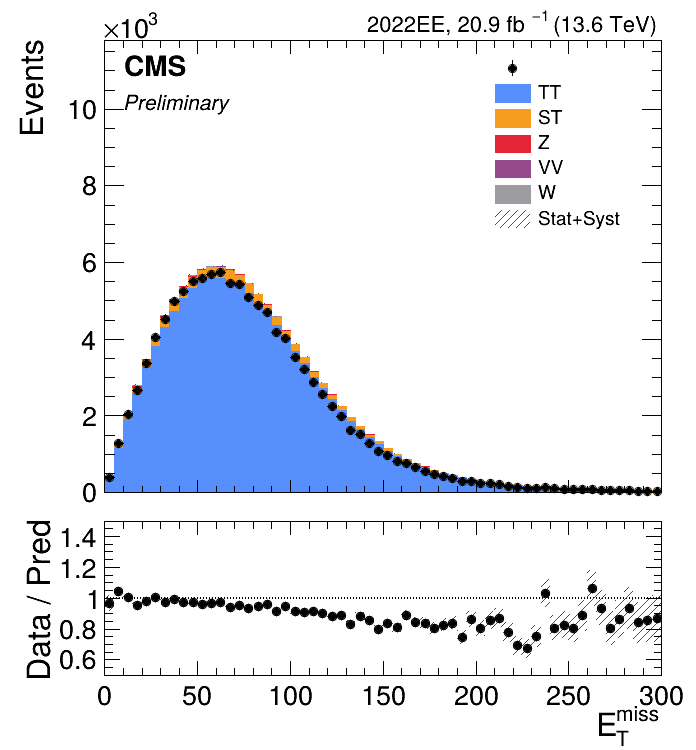 ×10³
2022EE, 20.9 fb ⁻¹ (13.6 TeV)
CMS
Preliminary
Events
10
8
6
4
2
0
TT
ST
Z
VV
W
Stat+Syst
Data / Pred
1.4
1.2
1
0.8
0.6
0 50 100 150 200 250 300
E_T^miss